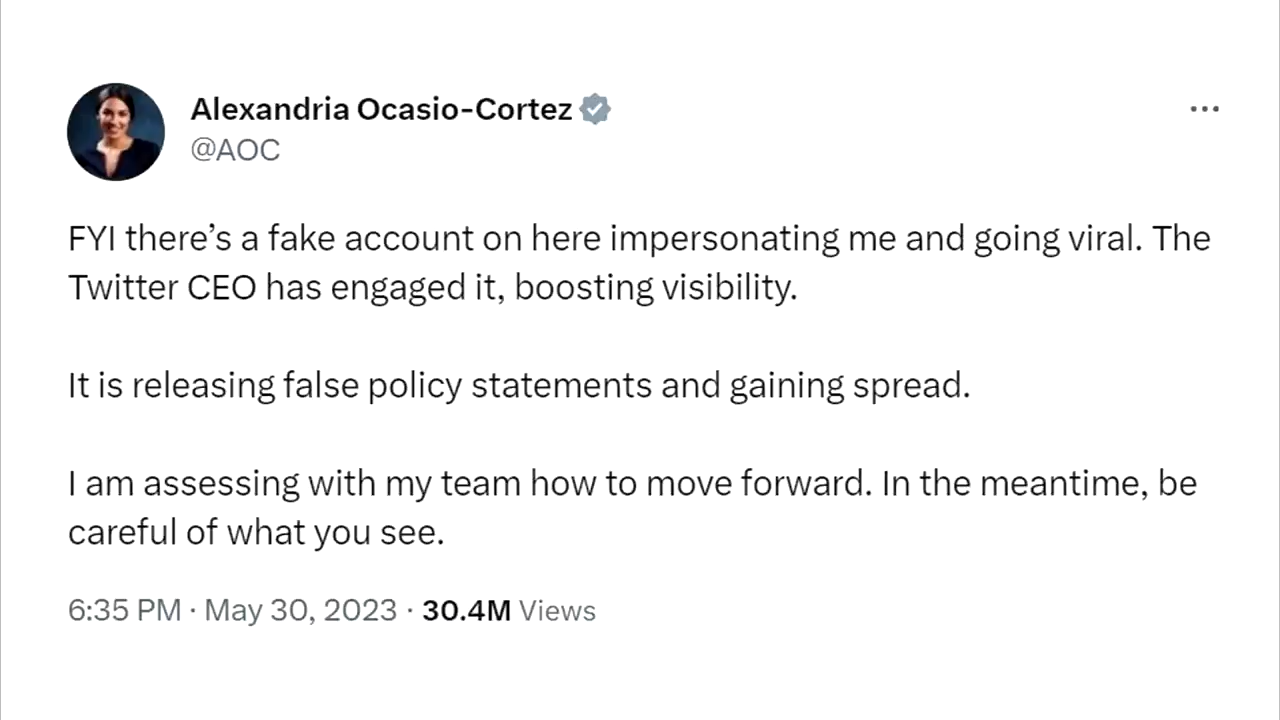 Alexandria Ocasio-Cortez
@AOC
FYI there’s a fake account on here impersonating me and going viral. The
Twitter CEO has engaged it, boosting visibility.
It is releasing false policy statements and gaining spread.
I am assessing with my team how to move forward. In the meantime, be
careful of what you see.
6:35 PM · May 30, 2023 · 30.4M Views